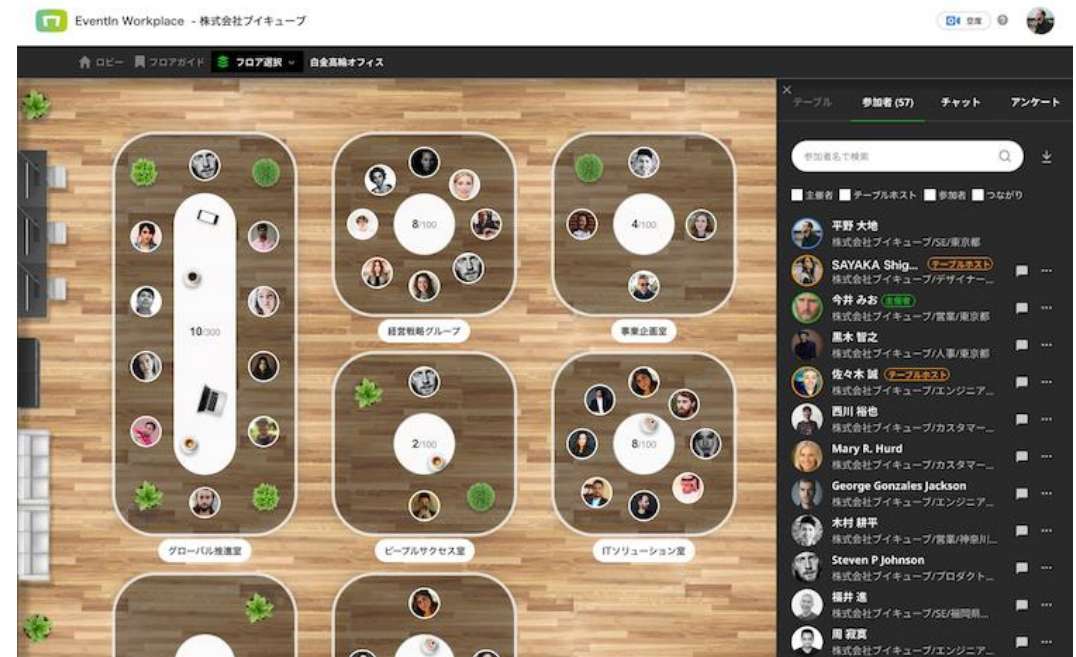 EventIn Workplace - 株式会社ブイキューブ
空席
ロビー フロアガイド フロア選択 白金高輪オフィス
テーブル 参加者 (57) チャット アンケート
参加者名で検索
主催者 テーブルホスト 参加者 つながり
10/300
8/100
4/100
グローバル推進室
経営戦略グループ
事業企画室
2/100
8/100
ピープルサクセス室
ITソリューション室
平野 大地
株式会社ブイキューブ/SE/東京都
SAYAKA Shig... テーブルホスト
株式会社ブイキューブ/デザイナー...
今井 みお 主催者
株式会社ブイキューブ/営業/東京都
黒木 智之
株式会社ブイキューブ/人事/東京都
佐々木 誠 テーブルホスト
株式会社ブイキューブ/エンジニア...
西川 裕也
株式会社ブイキューブ/カスタマー...
Mary R. Hurd
株式会社ブイキューブ/カスタマー...
George Gonzales Jackson
株式会社ブイキューブ/エンジニア...
木村 耕平
株式会社ブイキューブ/営業/神奈川...
Steven P Johnson
株式会社ブイキューブ/プロダクト...
福井 進
株式会社ブイキューブ/SE/福岡県...
周 寂寞
株式会社ブイキューブ/エンジニア...